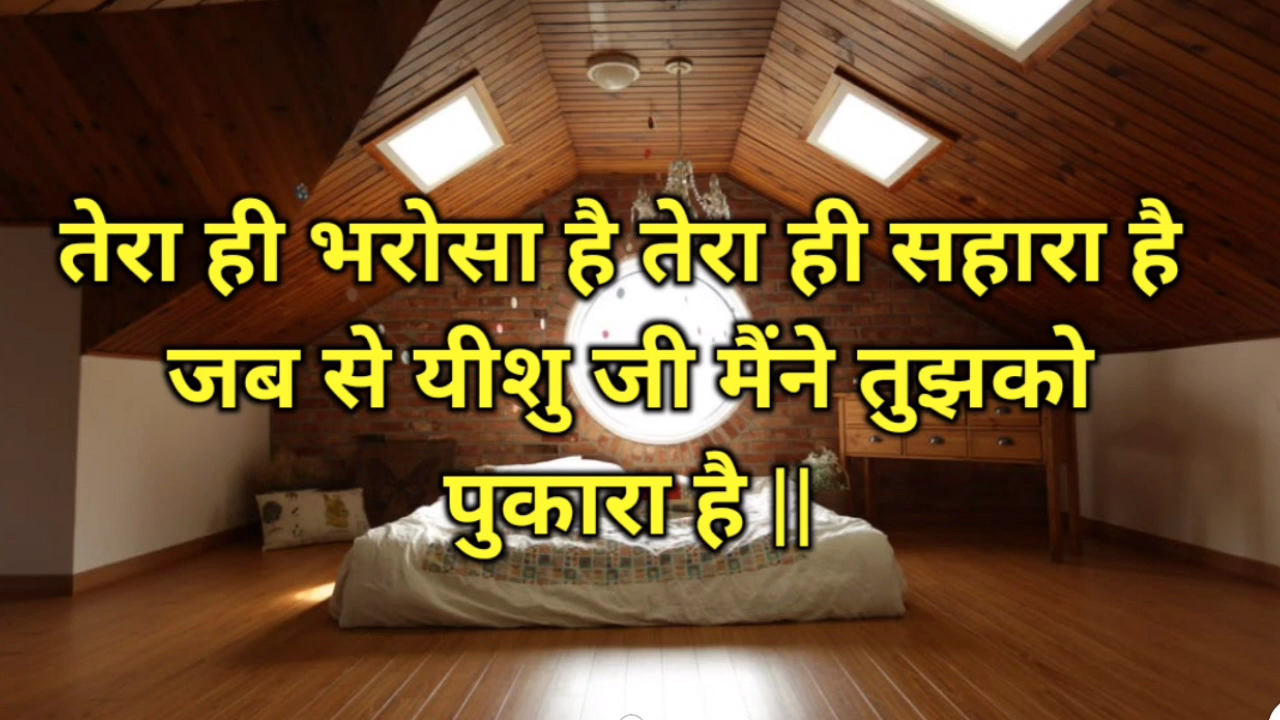 तेरा ही भरोसा है तेरा ही सहारा है
जब से यीशु जी मैंने तुझको
पुकारा है ||